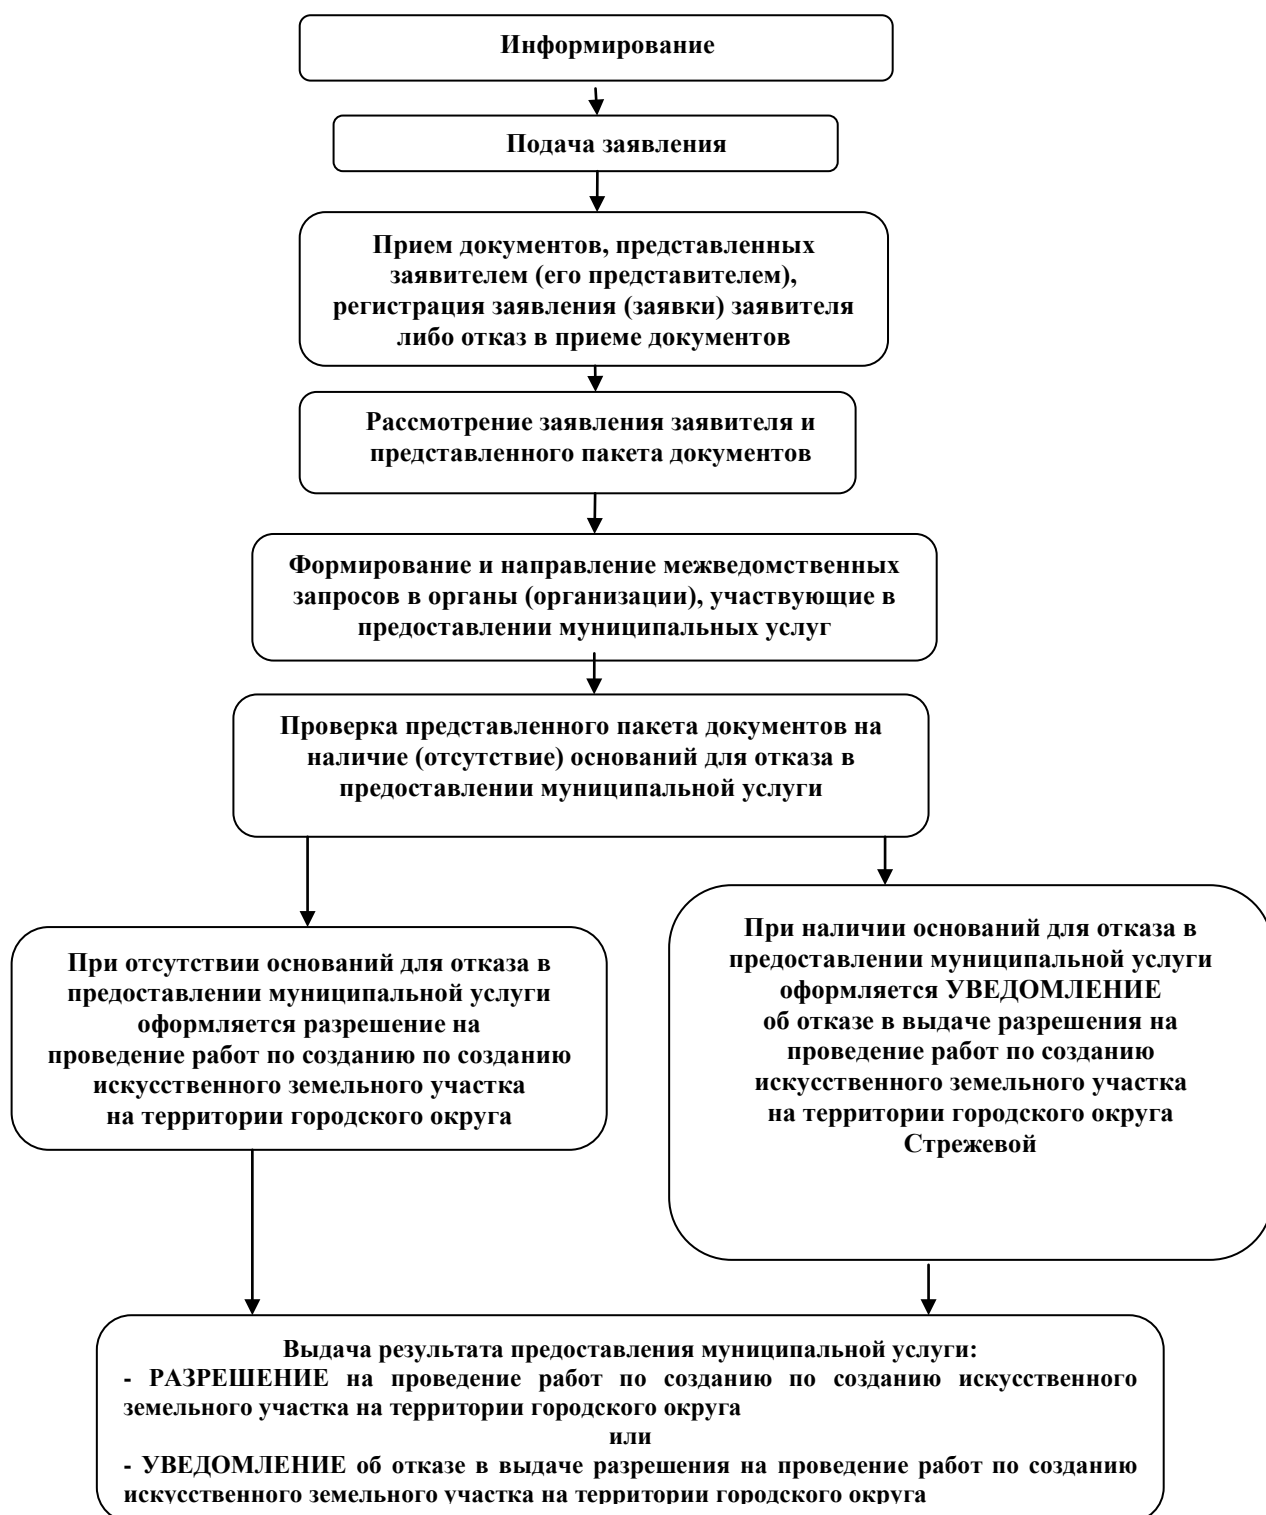 Информирование
Подача заявления
Прием документов, представленных
заявителем (его представителем),
регистрация заявления (заявки) заявителя
либо отказ в приеме документов
Рассмотрение заявления заявителя и
представленного пакета документов
Формирование и направление межведомственных
запросов в органы (организации), участвующие в
предоставлении муниципальных услуг
Проверка представленного пакета документов на
наличие (отсутствие) оснований для отказа в
предоставлении муниципальной услуги
При отсутствии оснований для отказа в
предоставлении муниципальной услуги
оформляется разрешение на
проведение работ по созданию по созданию
искусственного земельного участка
на территории городского округа
При наличии оснований для отказа в
предоставлении муниципальной услуги
оформляется УВЕДОМЛЕНИЕ
об отказе в выдаче разрешения на
проведение работ по созданию
искусственного земельного участка
на территории городского округа
Стрежевой
Выдача результата предоставления муниципальной услуги:
- РАЗРЕШЕНИЕ на проведение работ по созданию по созданию искусственного
земельного участка на территории городского округа
или
- УВЕДОМЛЕНИЕ об отказе в выдаче разрешения на проведение работ по созданию
искусственного земельного участка на территории городского округа